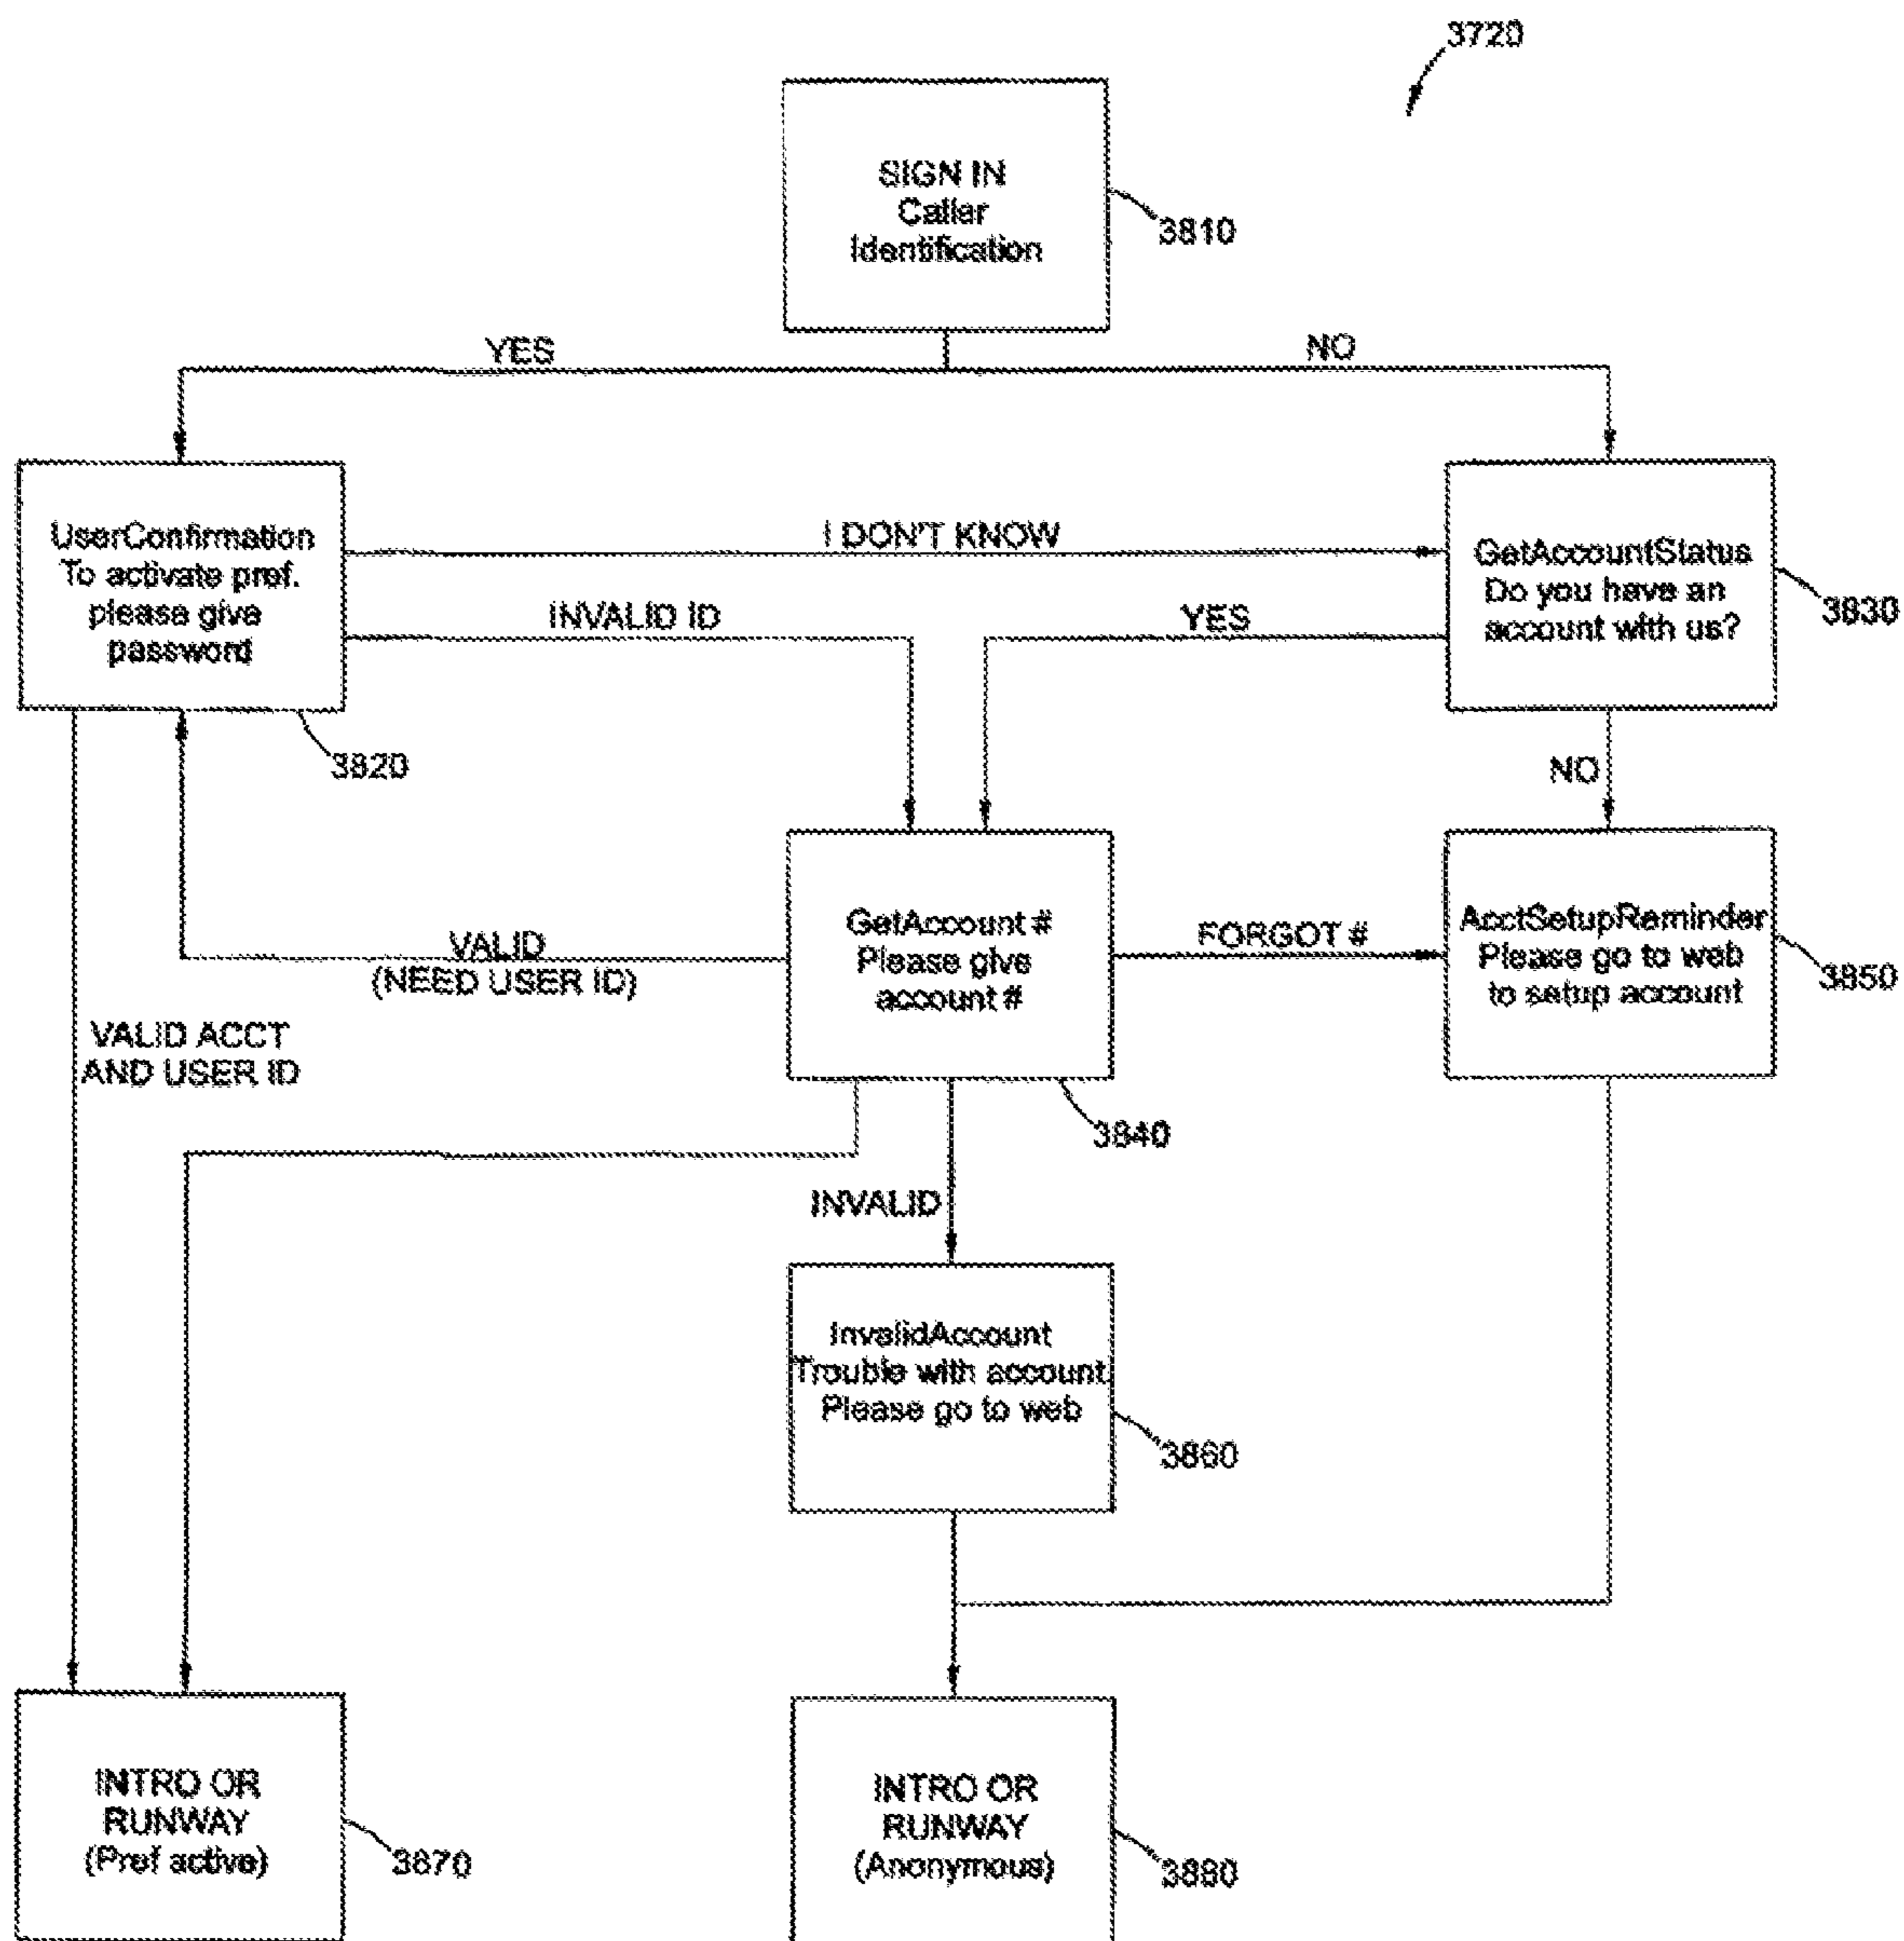 3720
SIGN IN
Caller
Identification
3810
YES
NO
UserConfirmation
To activate pref.
please give
password
3820
I DON'T KNOW
INVALID ID
YES
GetAccountStatus
Do you have an
account with us?
3830
NO
VALID
(NEED USER ID)
GetAccount #
Please give
account #
3840
FORGOT #
AcctSetupReminder
Please go to web
to setup account
3850
VALID ACCT
AND USER ID
INVALID
InvalidAccount
Trouble with account.
Please go to web
3860
INTRO OR
RUNWAY
(Pref active)
3870
INTRO OR
RUNWAY
(Anonymous)
3880